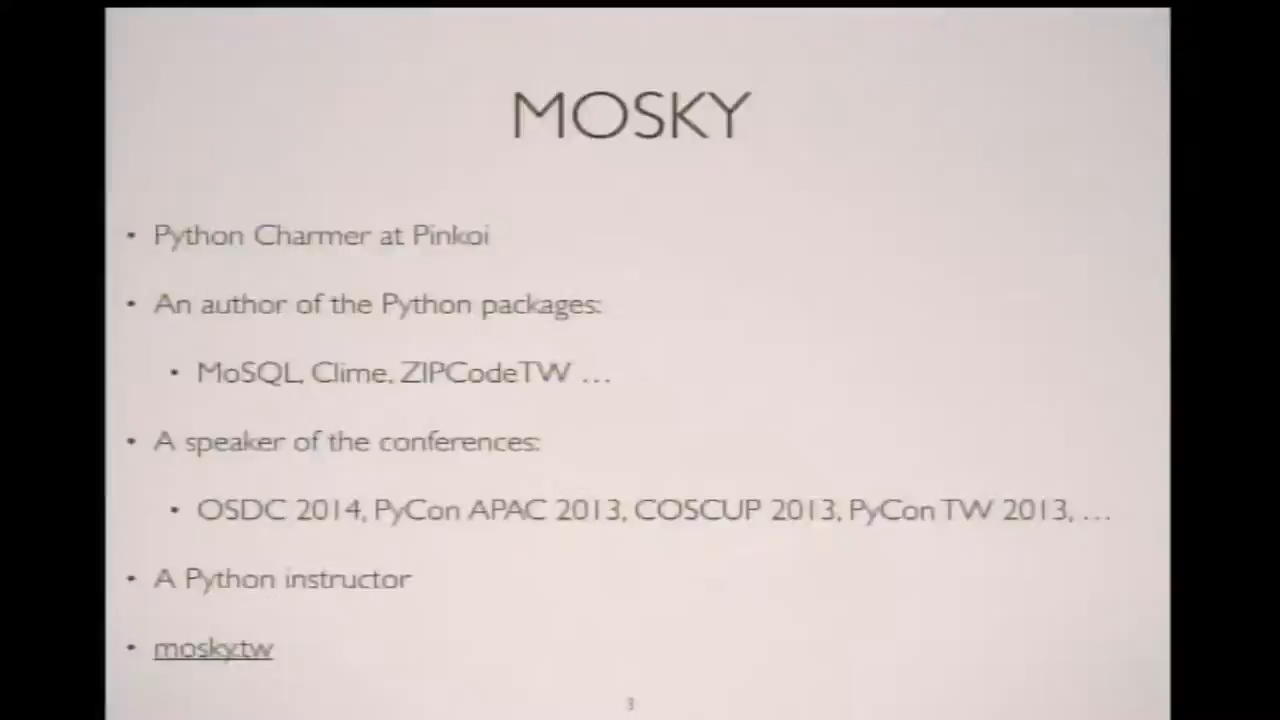 MOSKY
• Python Charmer at Pinkoi
• An author of the Python packages:
• MoSQL, Clime, ZIPCodeTW …
• A speaker of the conferences:
• OSDC 2014, PyCon APAC 2013, COSCUP 2013, PyCon TW 2013, …
• A Python instructor
• mosky.tw
3